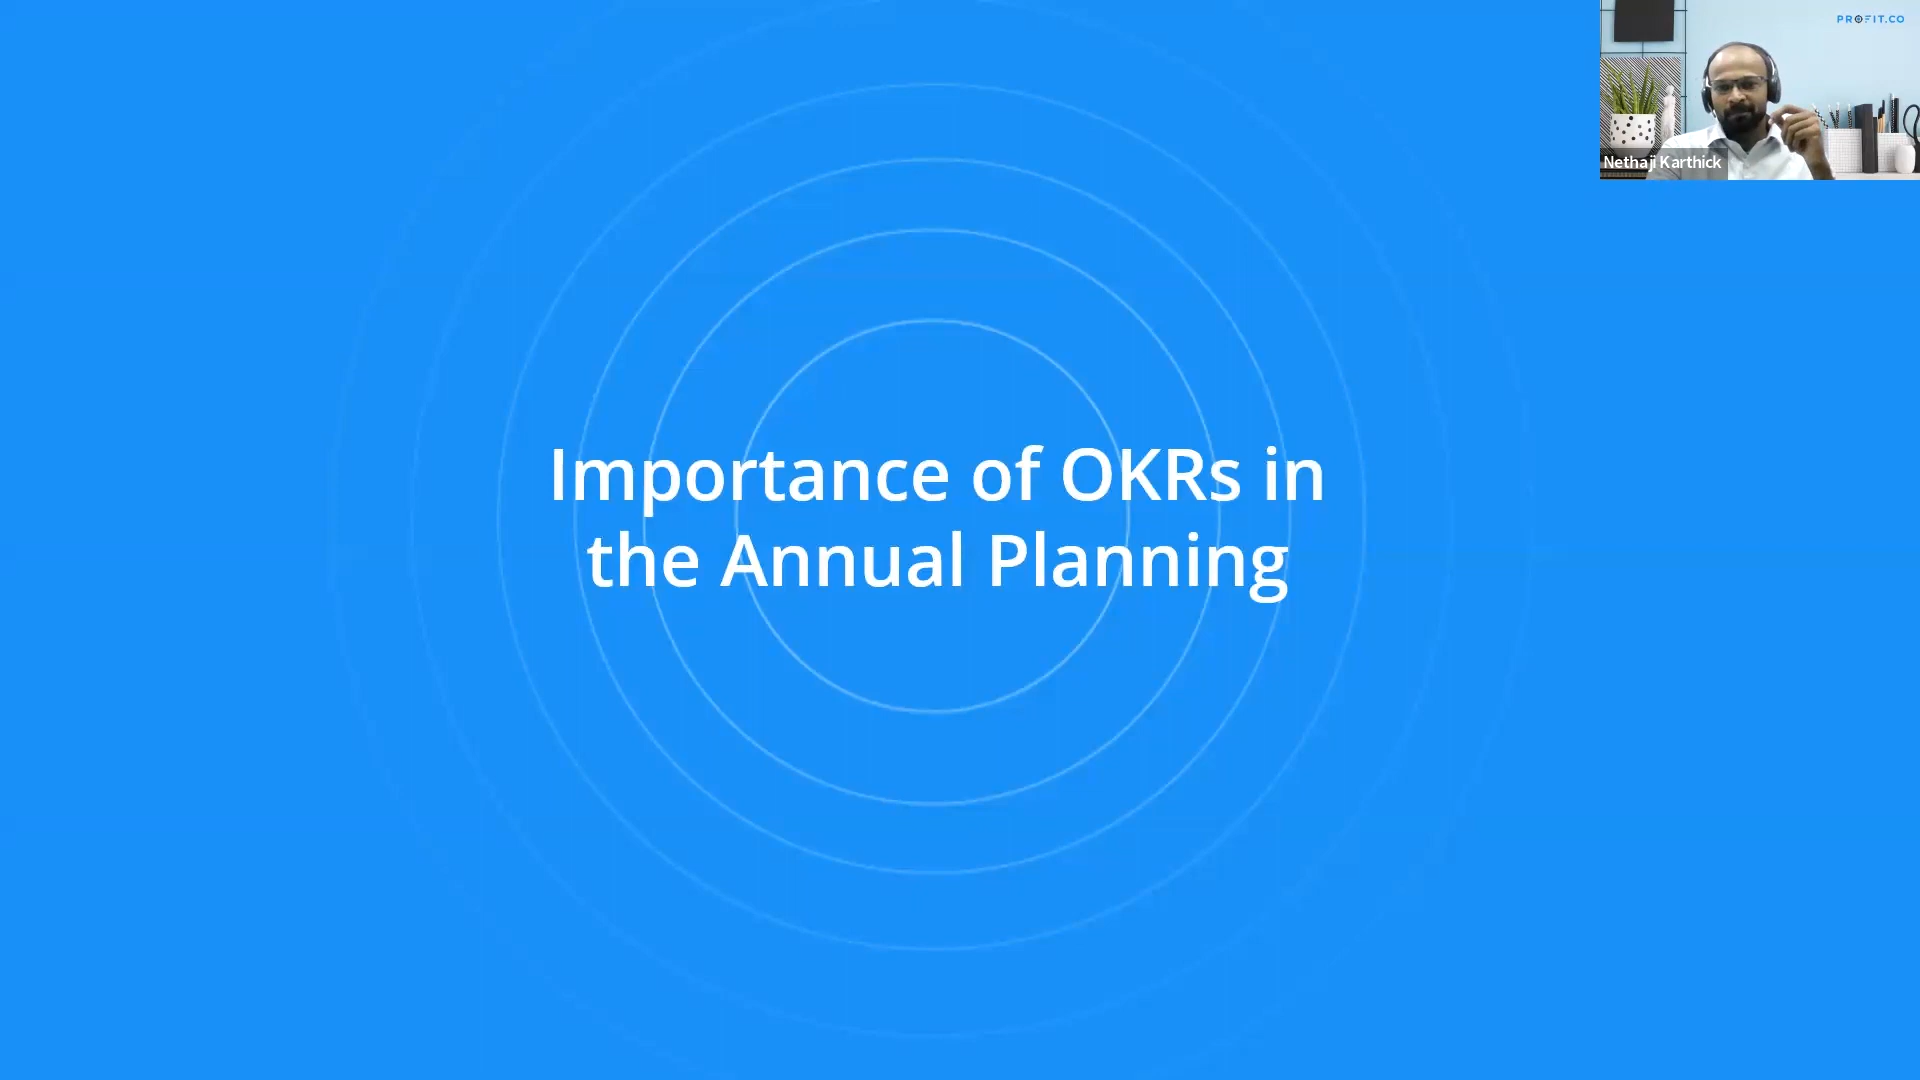 PROFIT.CO
Nethaji Karthick
Importance of OKRs in
the Annual Planning